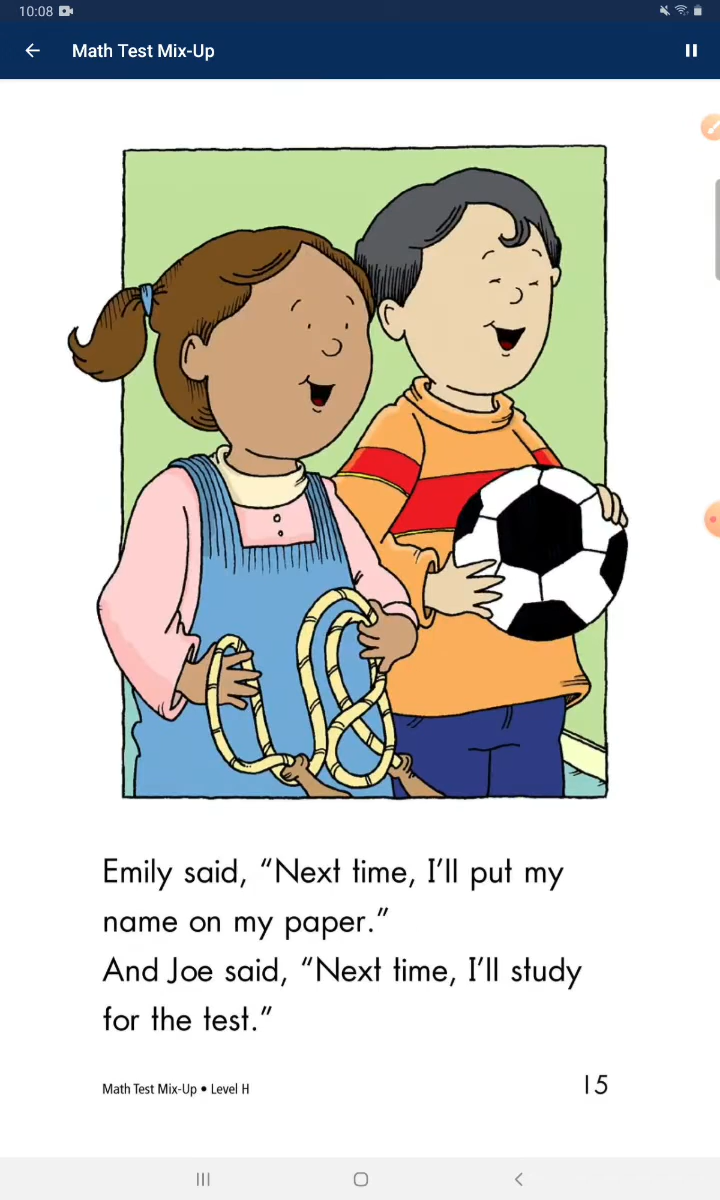 10:08
Math Test Mix-Up
Emily said, “Next time, I’ll put my
name on my paper.”
And Joe said, “Next time, I’ll study
for the test.”
Math Test Mix-Up • Level H
15